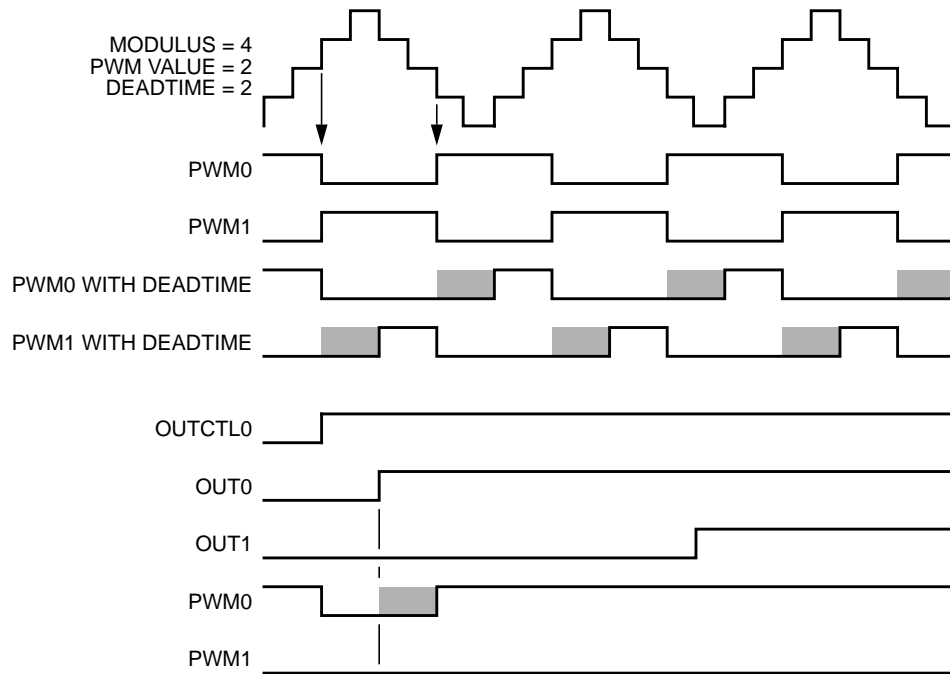 MODULUS = 4
PWM VALUE = 2
DEADTIME = 2
PWM0
PWM1
PWM0 WITH DEADTIME
PWM1 WITH DEADTIME
OUTCTL0
OUT0
OUT1
PWM0
PWM1